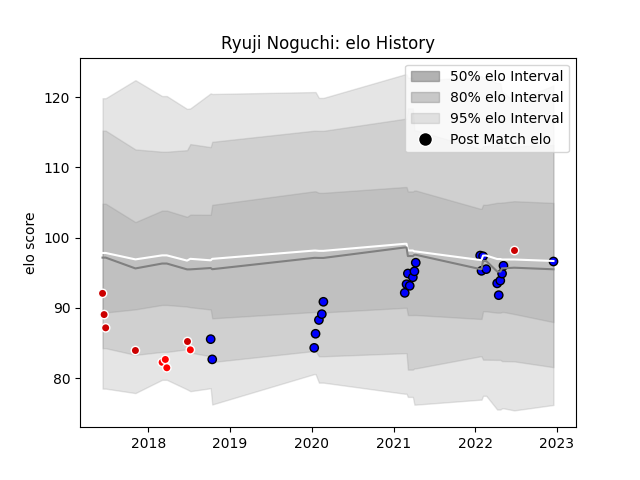 Ryuji Noguchi: elo History
50% elo Interval
80% elo Interval
95% elo Interval
Post Match elo
elo score
120
110
100
90
80
2018 2019 2020 2021 2022 2023